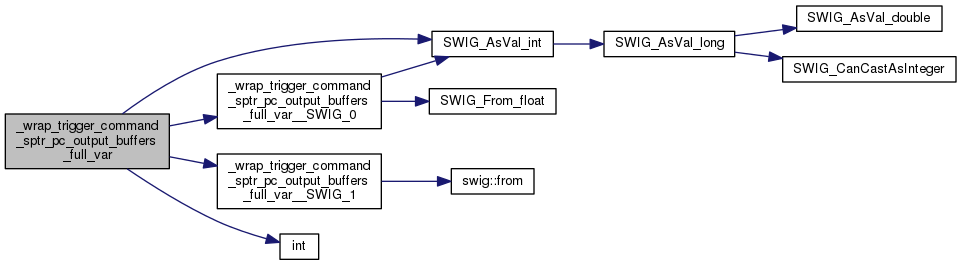 _wrap_trigger_command
_sptr_pc_output_buffers
_full_var
SWIG_AsVal_int
_wrap_trigger_command
_sptr_pc_output_buffers
_full_var__SWIG_0
_wrap_trigger_command
_sptr_pc_output_buffers
_full_var__SWIG_1
int
SWIG_From_float
swig::from
SWIG_AsVal_long
SWIG_AsVal_double
SWIG_CanCastAsInteger